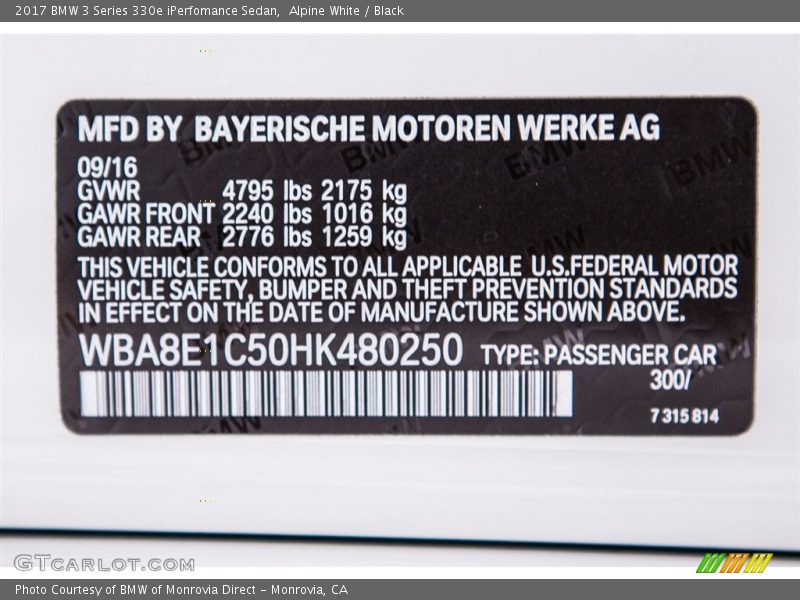 2017 BMW 3 Series 330e iPerfomance Sedan,  Alpine White / Black
MFD BY BAYERISCHE MOTOREN WERKE AG
09/16
GVWR 4795 lbs 2175 kg
GAWR FRONT 2240 lbs 1016 kg
GAWR REAR 2776 lbs 1259 kg
THIS VEHICLE CONFORMS TO ALL APPLICABLE U.S.FEDERAL MOTOR
VEHICLE SAFETY, BUMPER AND THEFT PREVENTION STANDARDS
IN EFFECT ON THE DATE OF MANUFACTURE SHOWN ABOVE.
WBA8E1C50HK480250 TYPE: PASSENGER CAR
300/
7 315 814
GTCARLOT.COM
Photo Courtesy of BMW of Monrovia Direct - Monrovia, CA